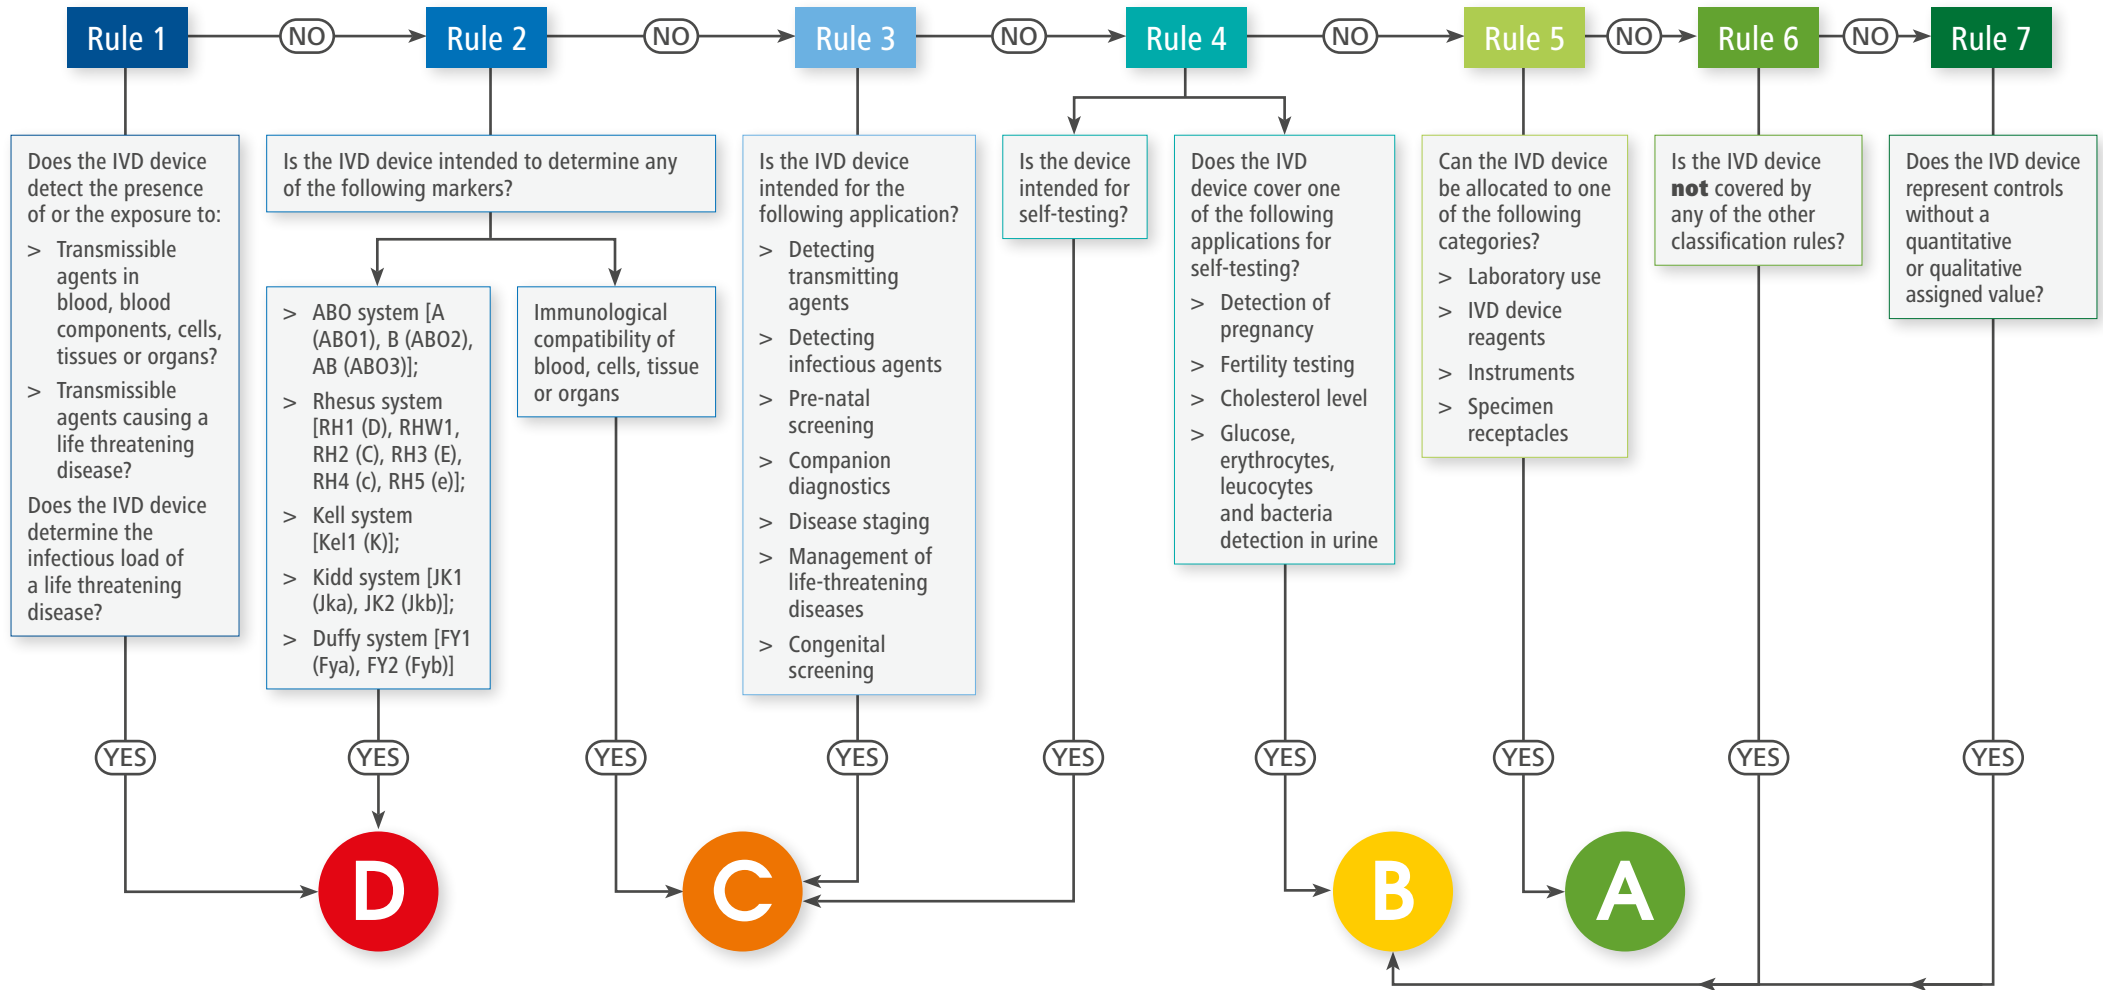 Rule 1
NO
Rule 2
NO
Rule 3
NO
Rule 4
NO
Rule 5
NO
Rule 6
NO
Rule 7
Does the IVD device
detect the presence
of or the exposure to:
> Transmissible
agents in
blood, blood
components, cells,
tissues or organs?
> Transmissible
agents causing a
life threatening
disease?
Does the IVD device
determine the
infectious load of
a life threatening
disease?
Is the IVD device intended to determine any
of the following markers?
> ABO system [A
(ABO1), B (ABO2),
AB (ABO3)];
> Rhesus system
[RH1 (D), RHW1,
RH2 (C), RH3 (E),
RH4 (c), RH5 (e)];
> Kell system
[Kel1 (K)];
> Kidd system [JK1
(Jka), JK2 (Jkb)];
> Duffy system [FY1
(Fya), FY2 (Fyb)]
Immunological
compatibility of
blood, cells, tissue
or organs
Is the IVD device
intended for the
following application?
> Detecting
transmitting
agents
> Detecting
infectious agents
> Pre-natal
screening
> Companion
diagnostics
> Disease staging
> Management of
life-threatening
diseases
> Congenital
screening
Is the device
intended for
self-testing?
Does the IVD
device cover one
of the following
applications for
self-testing?
> Detection of
pregnancy
> Fertility testing
> Cholesterol level
> Glucose,
erythrocytes,
leucocytes
and bacteria
detection in urine
Can the IVD device
be allocated to one
of the following
categories?
> Laboratory use
> IVD device
reagents
> Instruments
> Specimen
receptacles
Is the IVD device
not covered by
any of the other
classification rules?
Does the IVD device
represent controls
without a
quantitative
or qualitative
assigned value?
YES
YES
YES
YES
YES
YES
YES
YES
YES
D
C
B
A